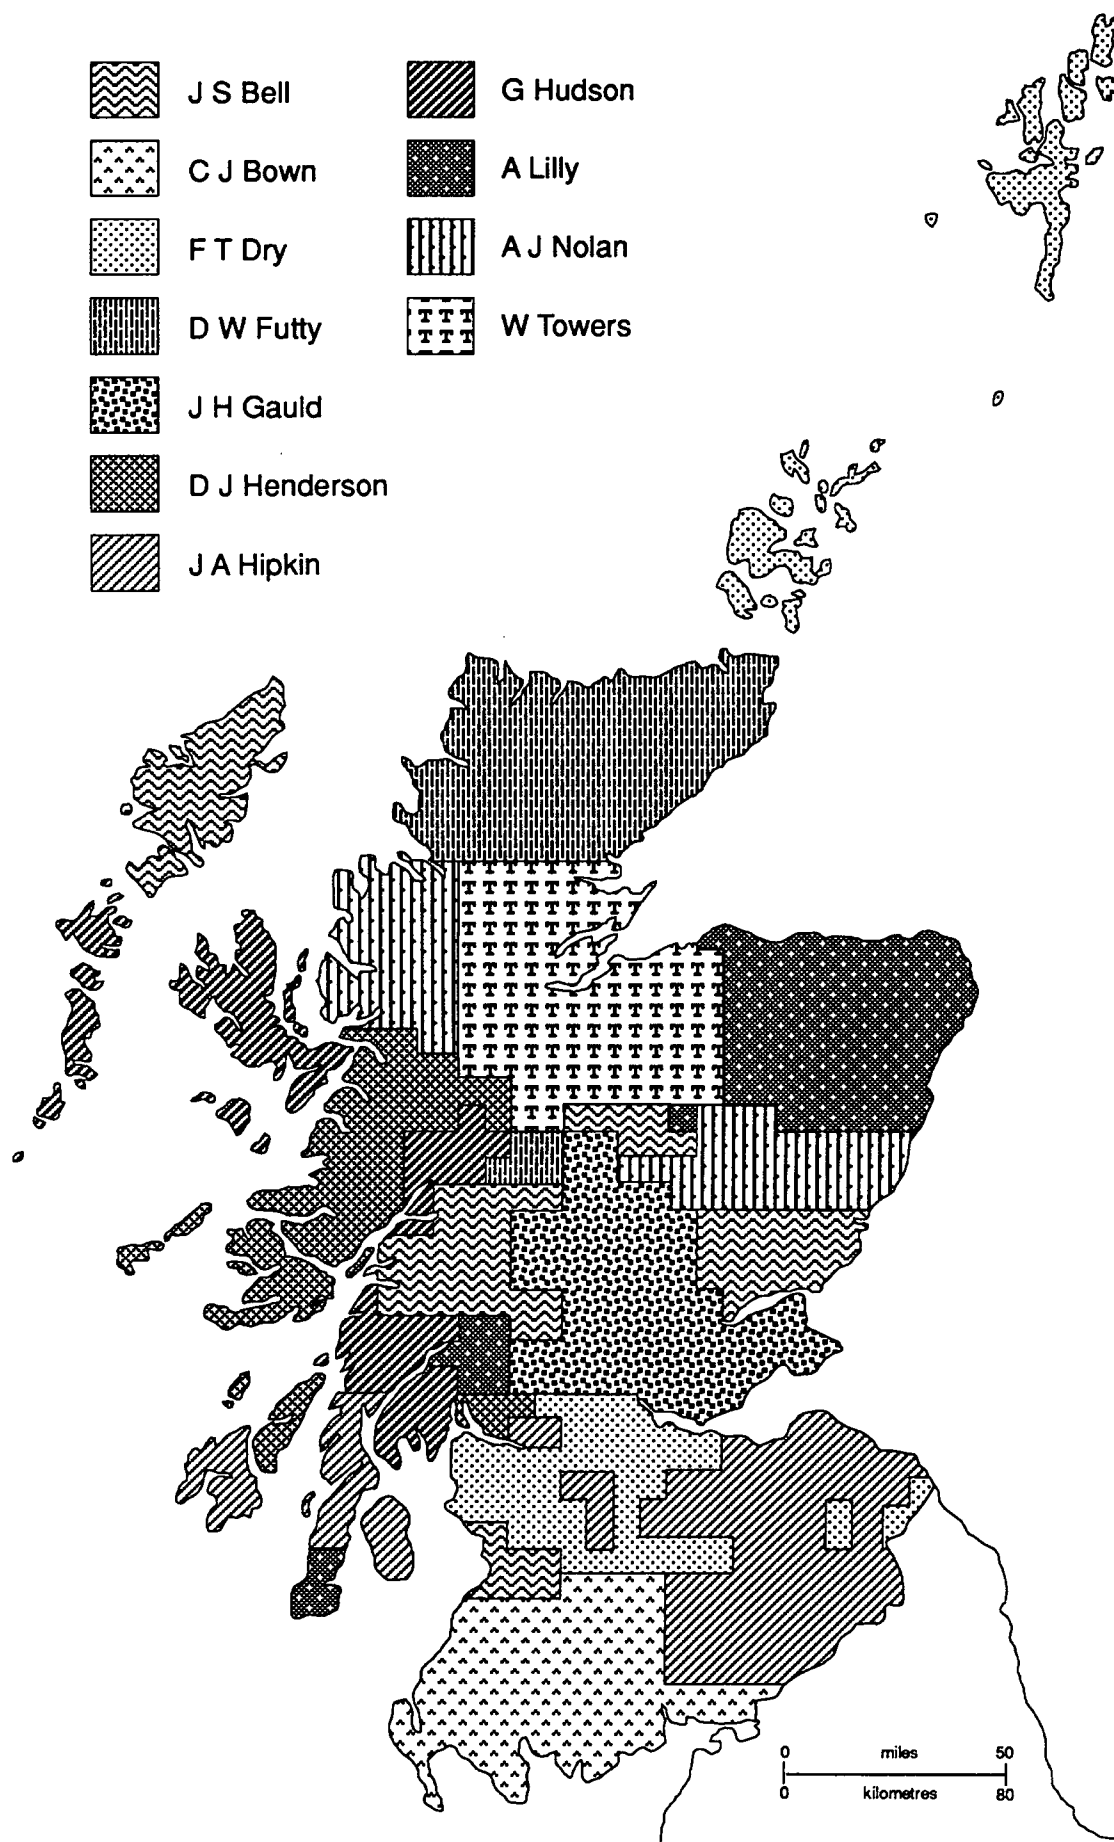 J S Bell
C J Bown
F T Dry
D W Futty
J H Gauld
D J Henderson
J A Hipkin
G Hudson
A Lilly
A J Nolan
W Towers
0 miles 50
0 kilometres 80